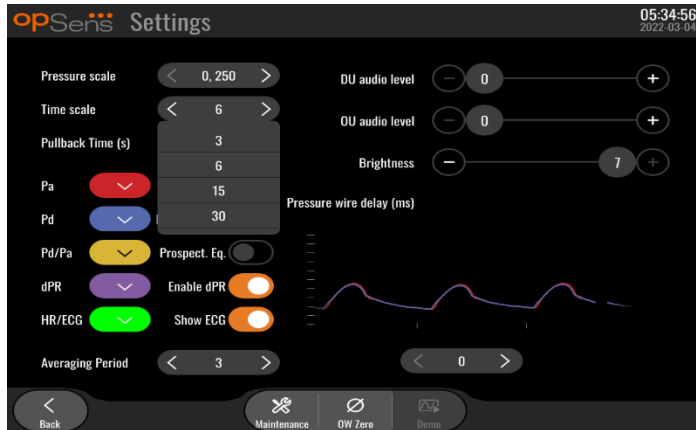 opSens Settings
05:34:56
2022-03-04
Pressure scale 0, 250
DU audio level 0
Time scale 6
OU audio level 0
Pullback Time (s)
3
6
15
30
Brightness 7
Pressure wire delay (ms)
Pa
Pd
Pd/Pa
Prospect. Eq.
dPR
Enable dPR
HR/ECG
Show ECG
Averaging Period 3
0
Back
Maintenance
OW Zero
Demo